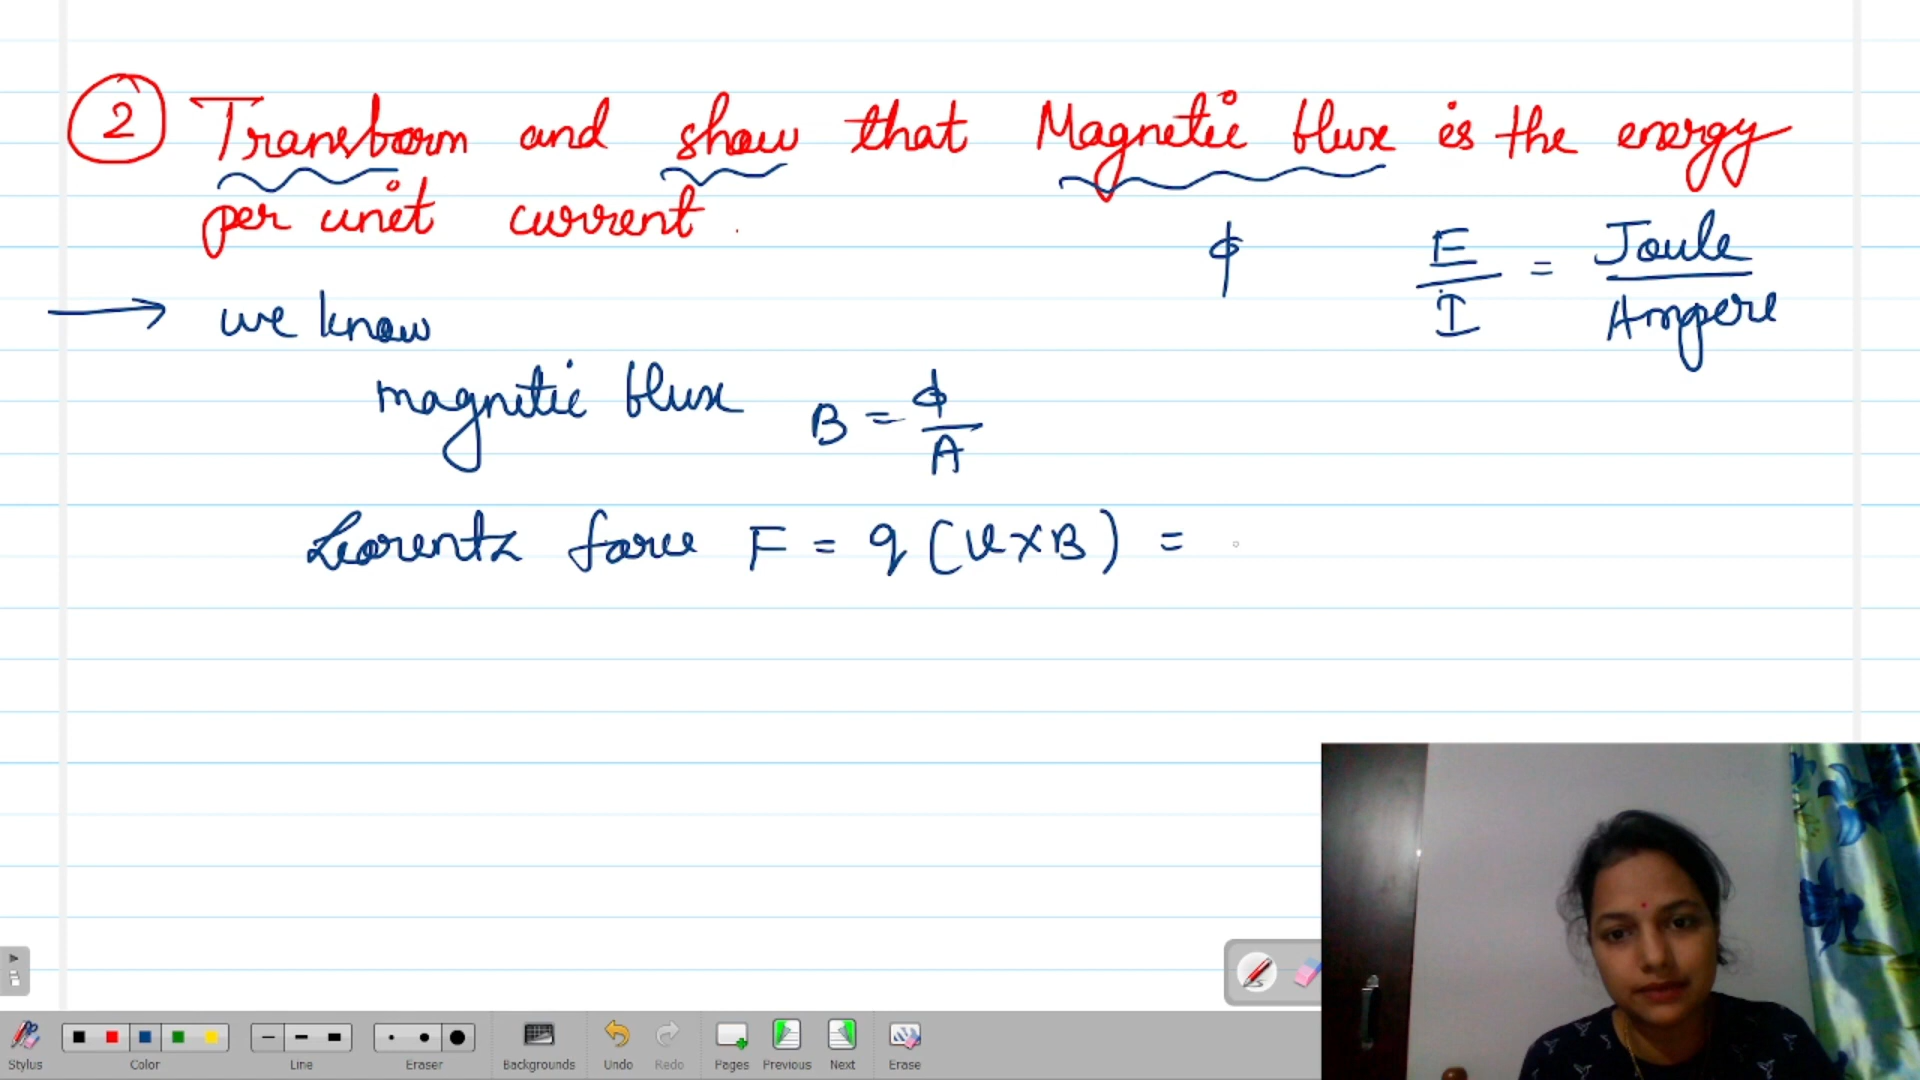 2 Transform and show that Magnetic flux is the energy
per unit current.
ϕ E/I = Joule/Ampere
→ we know
magnetic flux B = ϕ/A
Lorentz force F = q (v×B) =
Stylus Color Line Eraser Backgrounds Undo Redo Pages Previous Next Erase